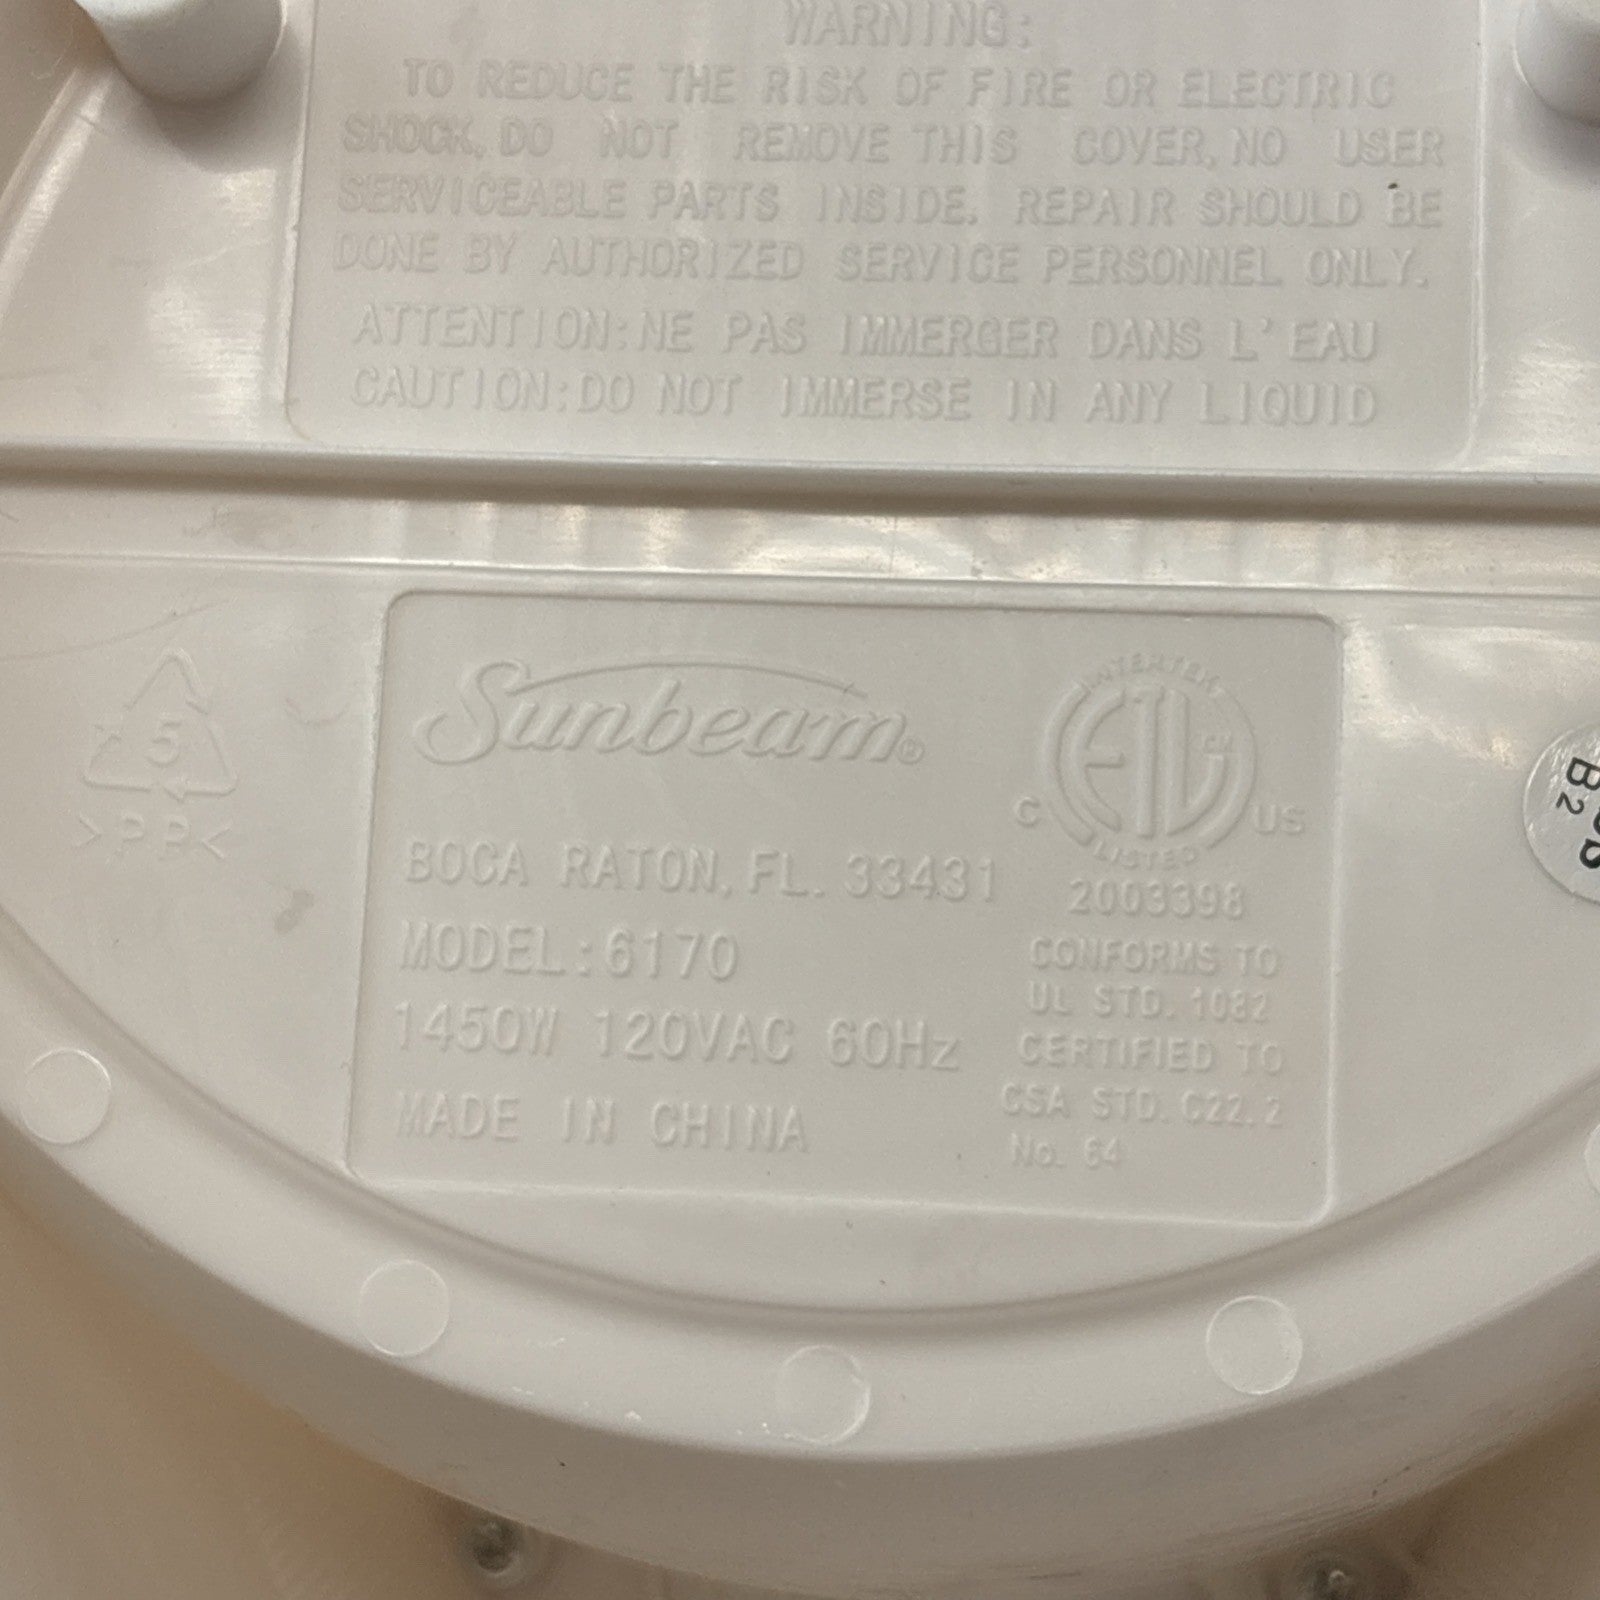 WARNING:
TO REDUCE THE RISK OF FIRE OR ELECTRIC
SHOCK, DO NOT REMOVE THIS COVER, NO USER
SERVICEABLE PARTS INSIDE. REPAIR SHOULD BE
DONE BY AUTHORIZED SERVICE PERSONNEL ONLY.
ATTENTION:NE PAS IMMERGER DANS L'EAU
CAUTION:DO NOT IMMERSE IN ANY LIQUID
5
>PP<
Sunbeam®
BOCA RATON, FL. 33431
MODEL:6170
1450W 120VAC 60Hz
MADE IN CHINA
INTERTEK
ETL
C US
LISTED
2003398
CONFORMS TO
UL STD. 1082
CERTIFIED TO
CSA STD. C22.2
No. 64
B2